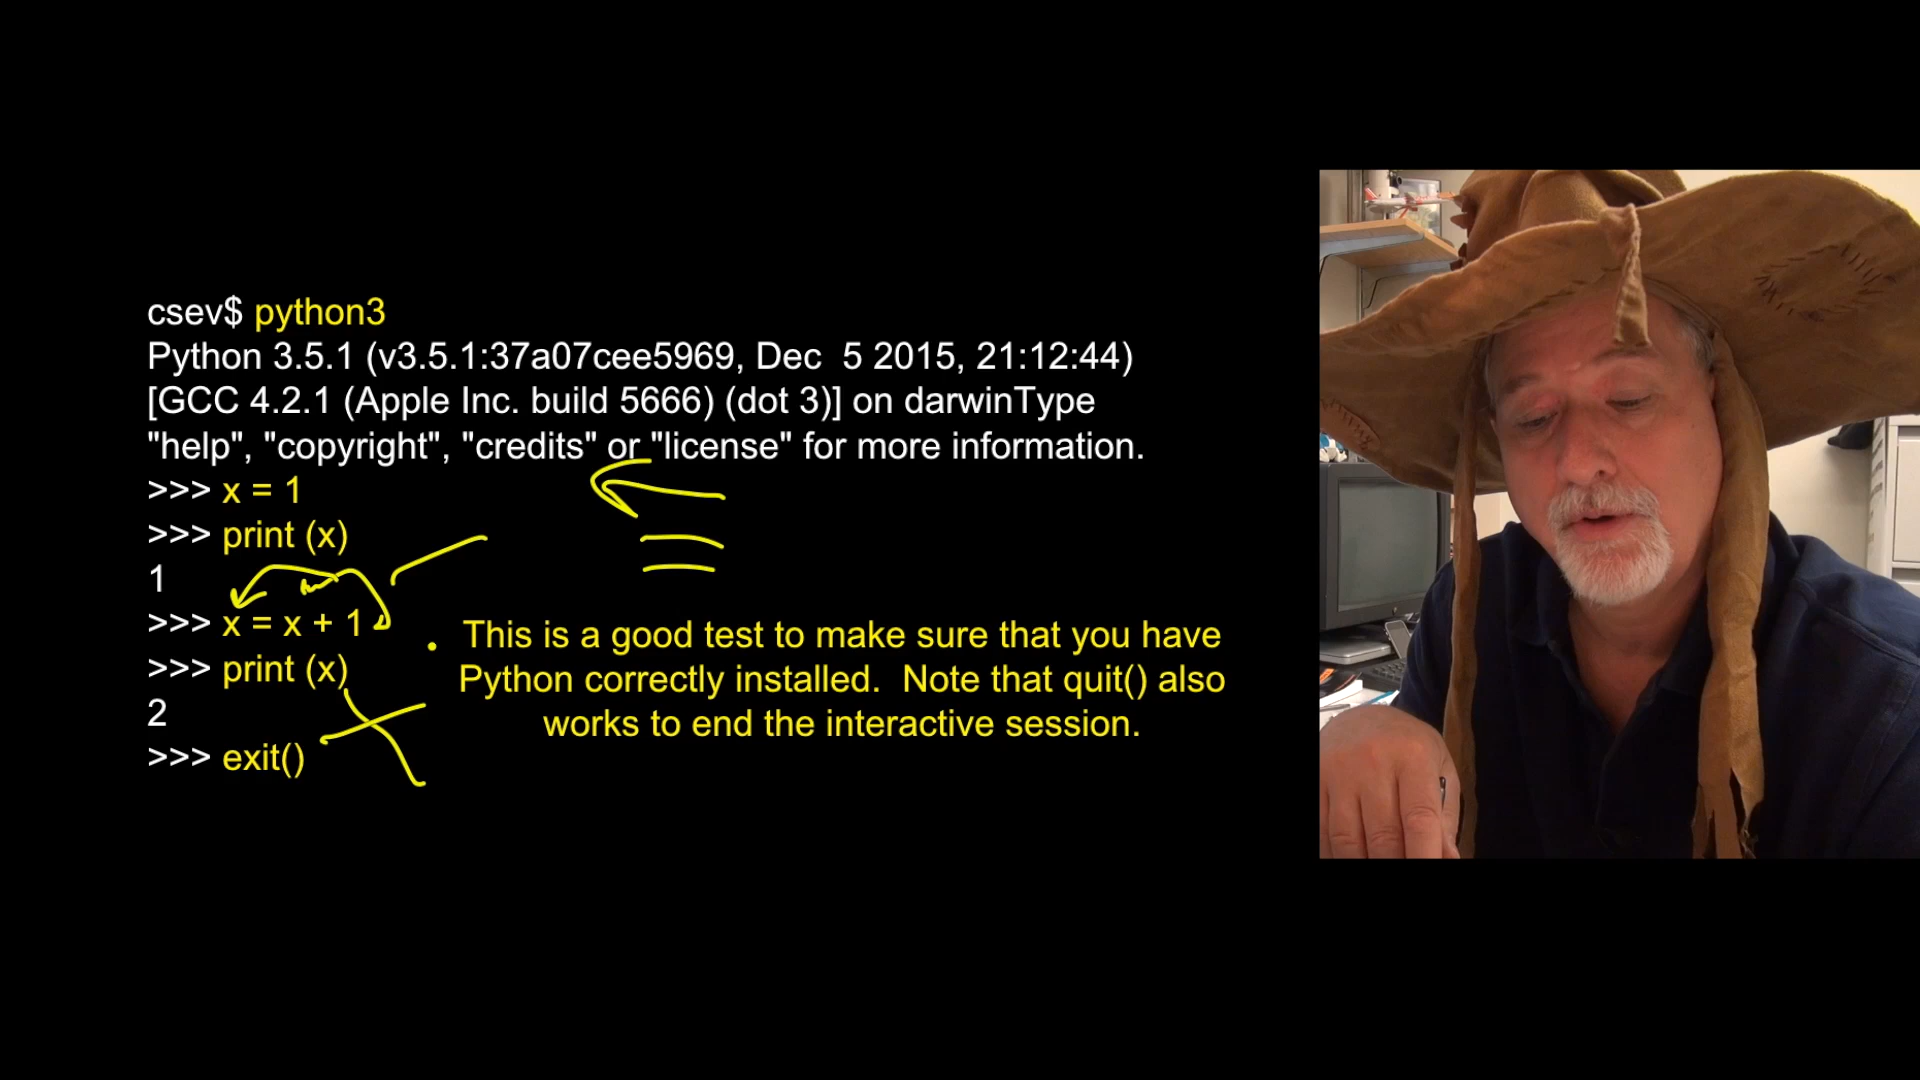 csev$ python3
Python 3.5.1 (v3.5.1:37a07cee5969, Dec  5 2015, 21:12:44)
[GCC 4.2.1 (Apple Inc. build 5666) (dot 3)] on darwinType
"help", "copyright", "credits" or "license" for more information.
>>> x = 1
>>> print (x)
1
>>> x = x + 1
>>> print (x)
2
>>> exit()
This is a good test to make sure that you have
Python correctly installed.  Note that quit() also
works to end the interactive session.